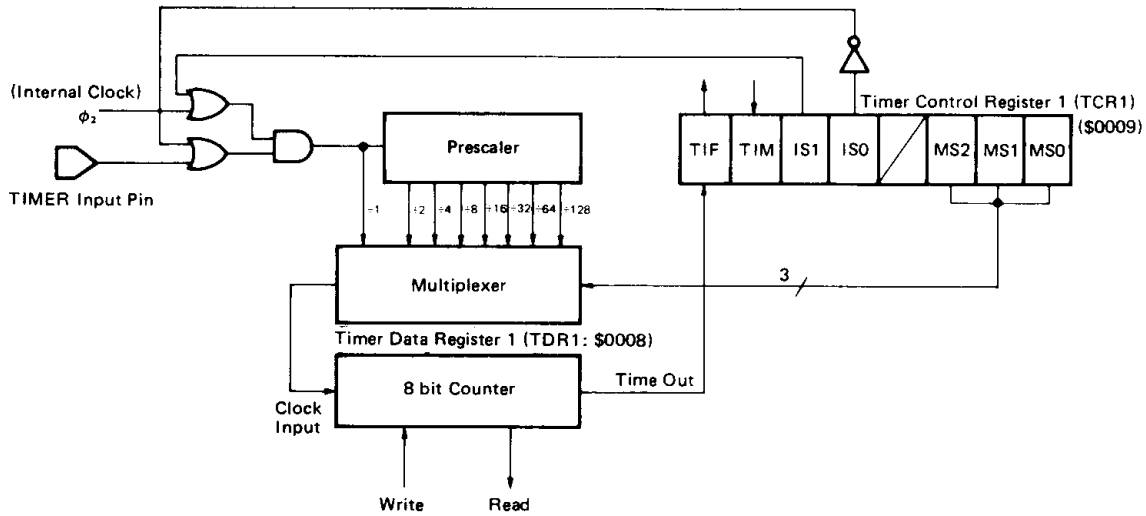 (Internal Clock)
ϕ₂
TIMER Input Pin
Prescaler
÷1 ÷2 ÷4 ÷8 ÷16 ÷32 ÷64 ÷128
Multiplexer
Timer Control Register 1 (TCR1)
($0009)
TIF TIM IS1 IS0 MS2 MS1 MS0
3
Timer Data Register 1 (TDR1: $0008)
8 bit Counter
Time Out
Clock
Input
Write Read